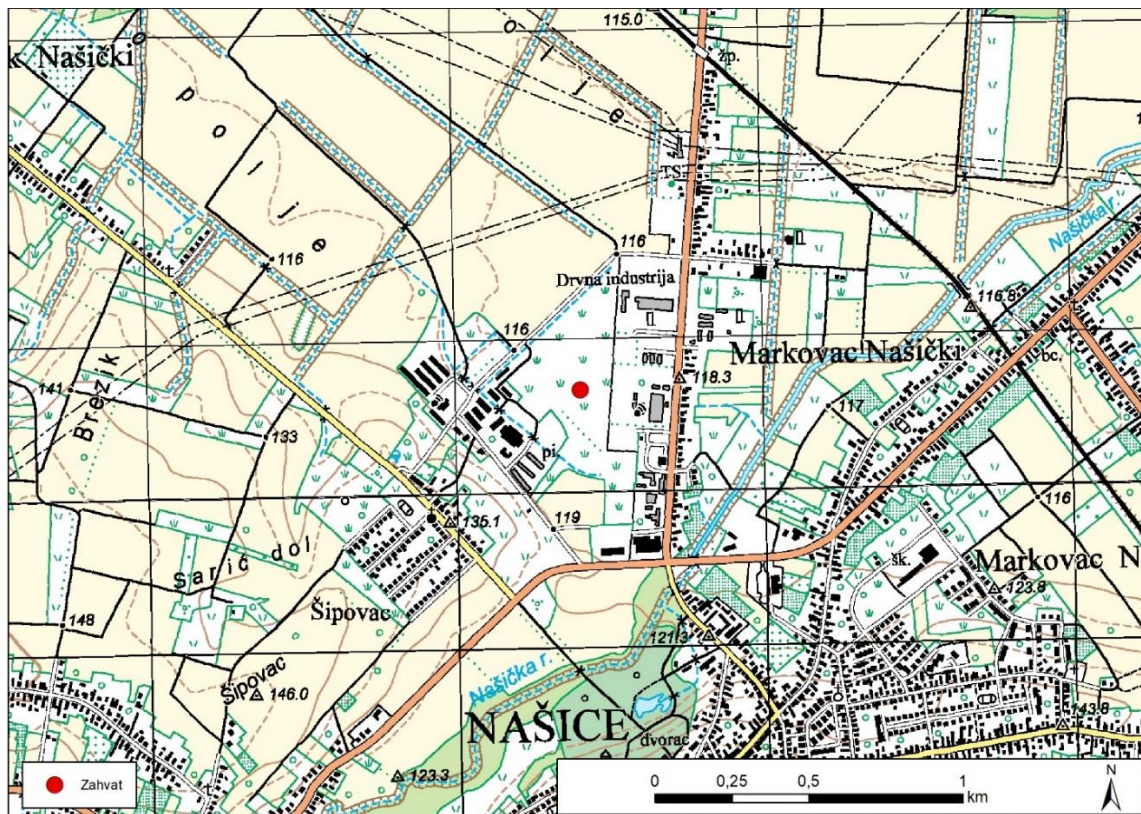 115.0
k Našički
o
p
o
l
j
e
o
l
j
e
žp.
TS
116
116
Našička r.
Drvna industrija
116
116.8
Markovac Našički
bc.
118.3
141
Brezik
133
117
pi.
116
119
135.1
Sarić dol
šk.
Markovac N
123.8
Šipovac
148
121.3
Šipovac
146.0
Našička r.
NAŠICE
dvorac
143.8
123.3
Zahvat
0 0,25 0,5 1
km
N